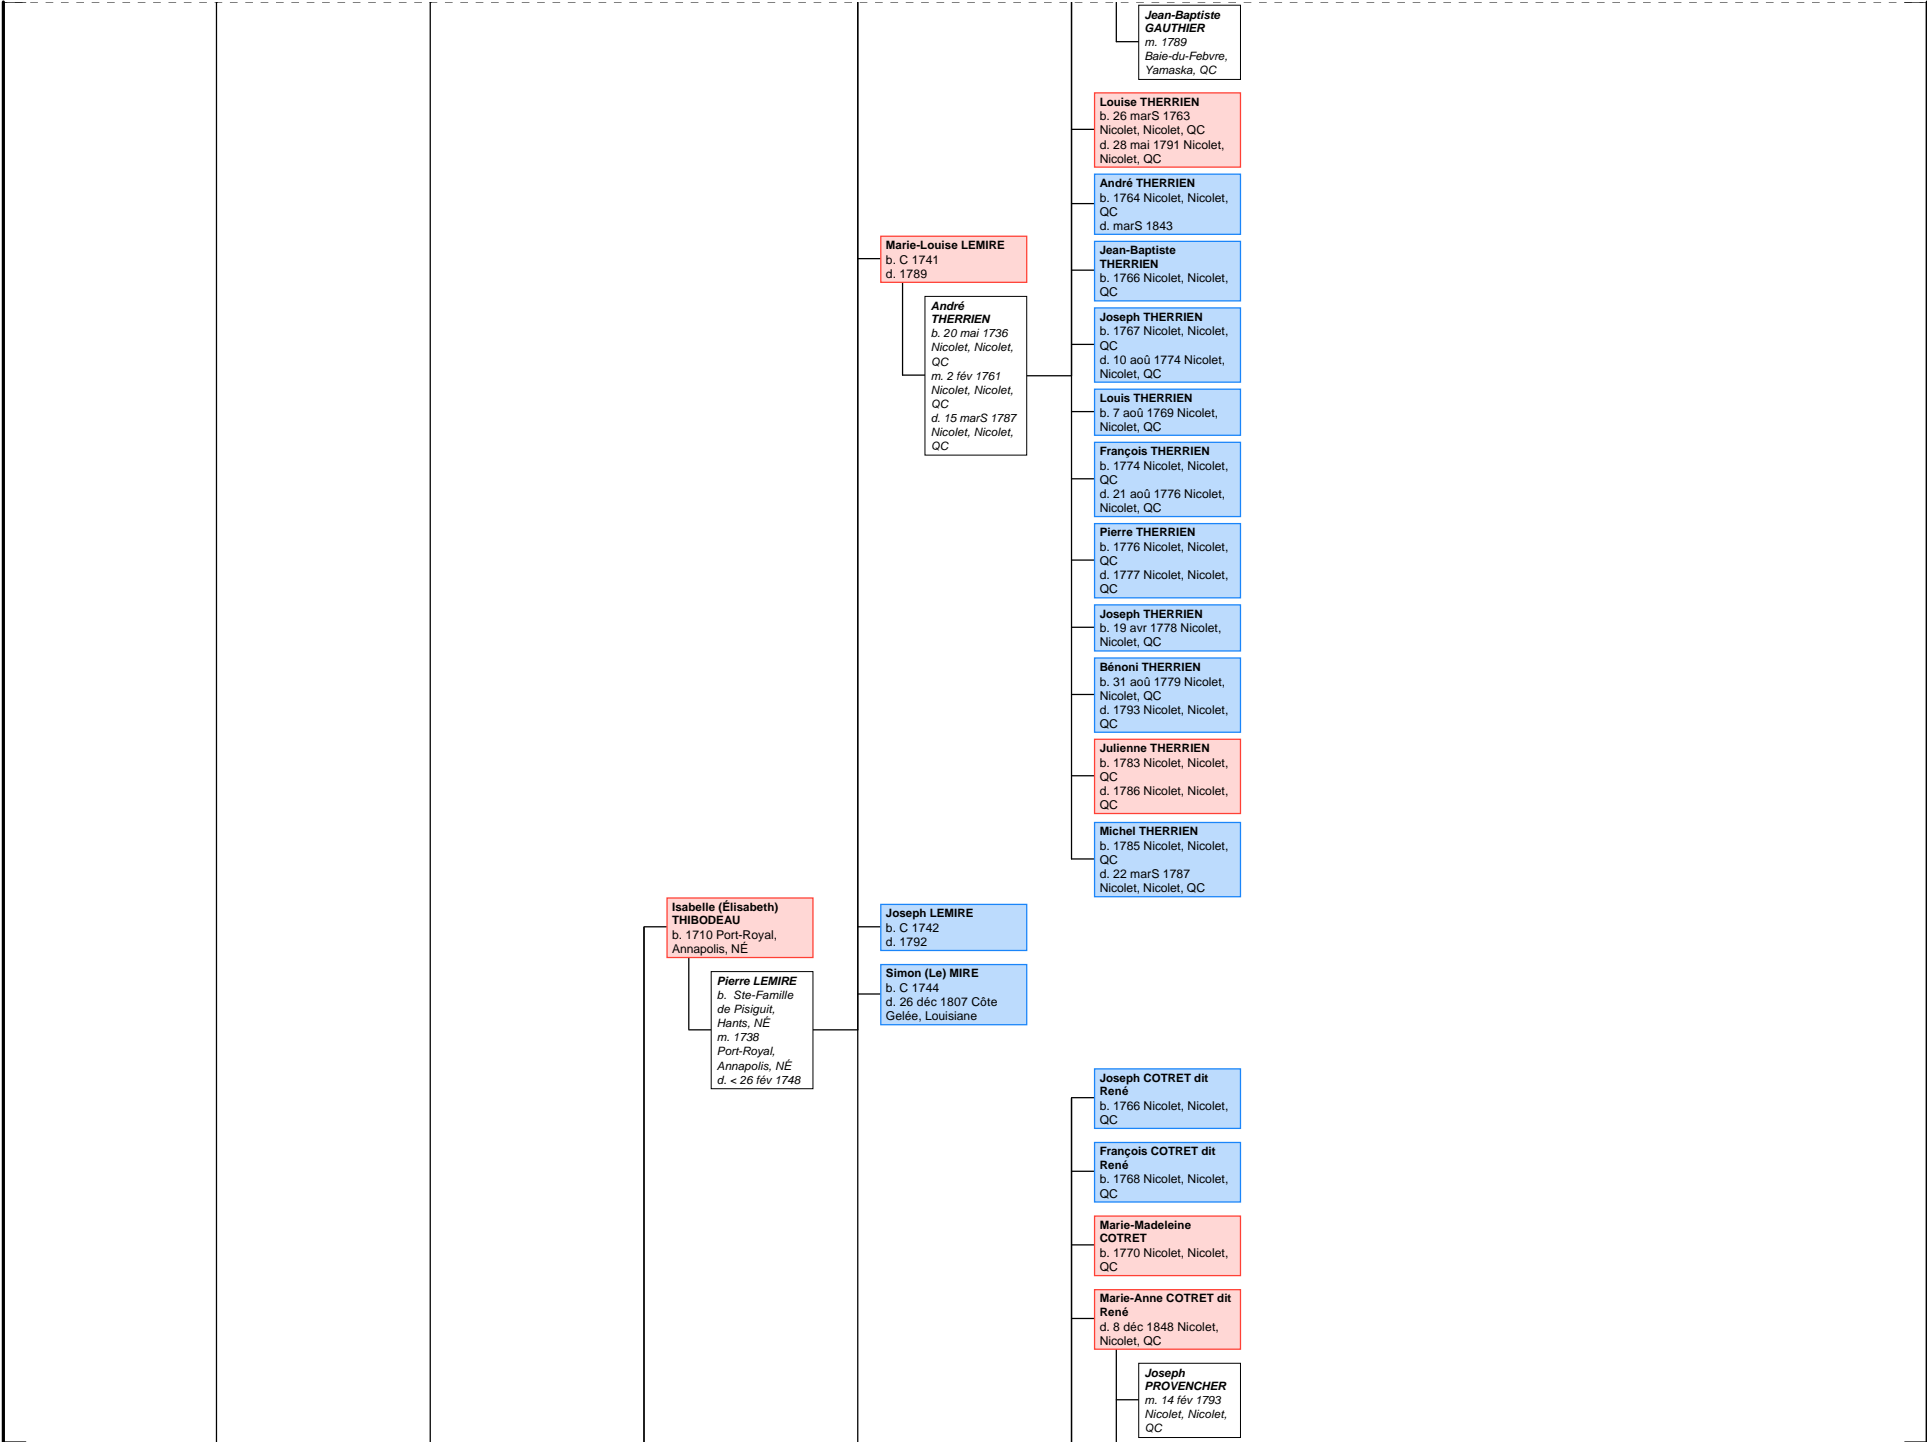 Jean-Baptiste
GAUTHIER
m. 1789
Baie-du-Febvre,
Yamaska, QC
Louise THERRIEN
b. 26 marS 1763
Nicolet, Nicolet, QC
d. 28 mai 1791 Nicolet,
Nicolet, QC
André THERRIEN
b. 1764 Nicolet, Nicolet,
QC
d. marS 1843
Marie-Louise LEMIRE
b. C 1741
d. 1789
Jean-Baptiste
THERRIEN
b. 1766 Nicolet, Nicolet,
QC
André
THERRIEN
b. 20 mai 1736
Nicolet, Nicolet,
QC
m. 2 fév 1761
Nicolet, Nicolet,
QC
d. 15 marS 1787
Nicolet, Nicolet,
QC
Joseph THERRIEN
b. 1767 Nicolet, Nicolet,
QC
d. 10 aoû 1774 Nicolet,
Nicolet, QC
Louis THERRIEN
b. 7 aoû 1769 Nicolet,
Nicolet, QC
François THERRIEN
b. 1774 Nicolet, Nicolet,
QC
d. 21 aoû 1776 Nicolet,
Nicolet, QC
Pierre THERRIEN
b. 1776 Nicolet, Nicolet,
QC
d. 1777 Nicolet, Nicolet,
QC
Joseph THERRIEN
b. 19 avr 1778 Nicolet,
Nicolet, QC
Bénoni THERRIEN
b. 31 aoû 1779 Nicolet,
Nicolet, QC
d. 1793 Nicolet, Nicolet,
QC
Julienne THERRIEN
b. 1783 Nicolet, Nicolet,
QC
d. 1786 Nicolet, Nicolet,
QC
Michel THERRIEN
b. 1785 Nicolet, Nicolet,
QC
d. 22 marS 1787
Nicolet, Nicolet, QC
Isabelle (Élisabeth)
THIBODEAU
b. 1710 Port-Royal,
Annapolis, NÉ
Joseph LEMIRE
b. C 1742
d. 1792
Simon (Le) MIRE
b. C 1744
d. 26 déc 1807 Côte
Gelée, Louisiane
Pierre LEMIRE
b.  Ste-Famille
de Pisiguit,
Hants, NÉ
m. 1738
Port-Royal,
Annapolis, NÉ
d. < 26 fév 1748
Joseph COTRET dit
René
b. 1766 Nicolet, Nicolet,
QC
François COTRET dit
René
b. 1768 Nicolet, Nicolet,
QC
Marie-Madeleine
COTRET
b. 1770 Nicolet, Nicolet,
QC
Marie-Anne COTRET dit
René
d. 8 déc 1848 Nicolet,
Nicolet, QC
Joseph
PROVENCHER
m. 14 fév 1793
Nicolet, Nicolet,
QC